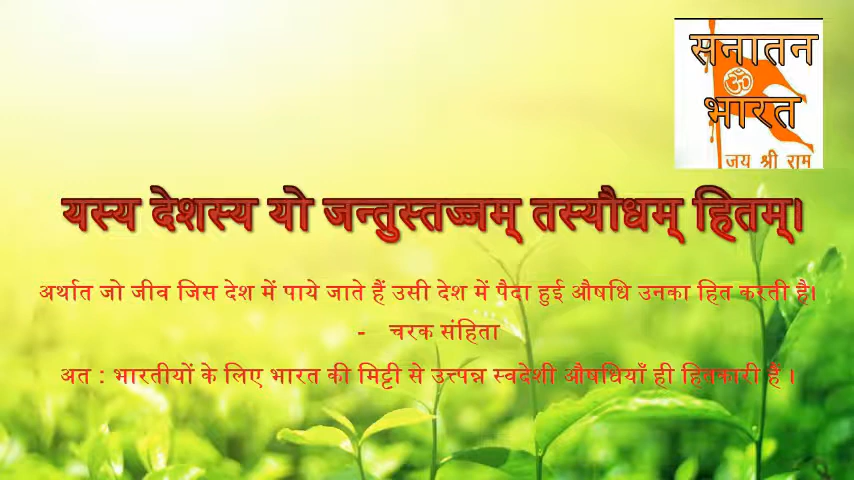 सनातन
भारत
जय श्री राम
यस्य देशस्य यो जन्तुस्तज्जम् तस्यौधम् हितम्।
अर्थात जो जीव जिस देश में पाये जाते हैं उसी देश में पैदा हुई औषधि उनका हित करती है।
- चरक संहिता
अत : भारतीयों के लिए भारत की मिट्टी से उत्त्पन्न स्वदेशी औषधियाँ ही हितकारी हैं ।